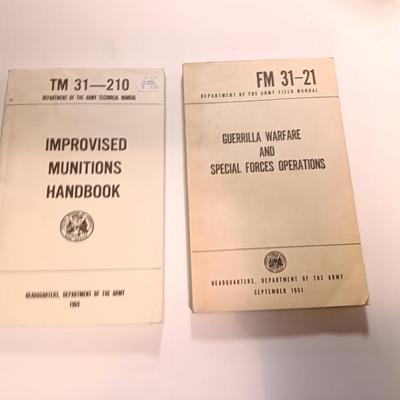 TM 31—210
DEPARTMENT OF THE ARMY TECHNICAL MANUAL
IMPROVISED
MUNITIONS
HANDBOOK
HEADQUARTERS, DEPARTMENT OF THE ARMY
1969
FM 31-21
DEPARTMENT OF THE ARMY FIELD MANUAL
GUERRILLA WARFARE
AND
SPECIAL FORCES OPERATIONS
HEADQUARTERS, DEPARTMENT OF THE ARMY
SEPTEMBER 1961